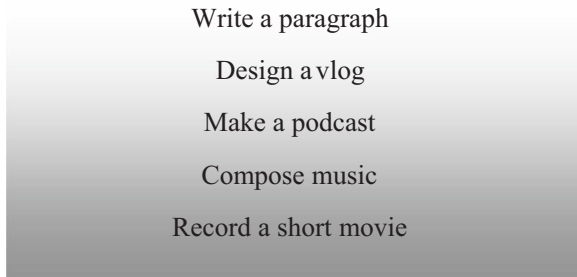 Write a paragraph
Design a vlog
Make a podcast
Compose music
Record a short movie